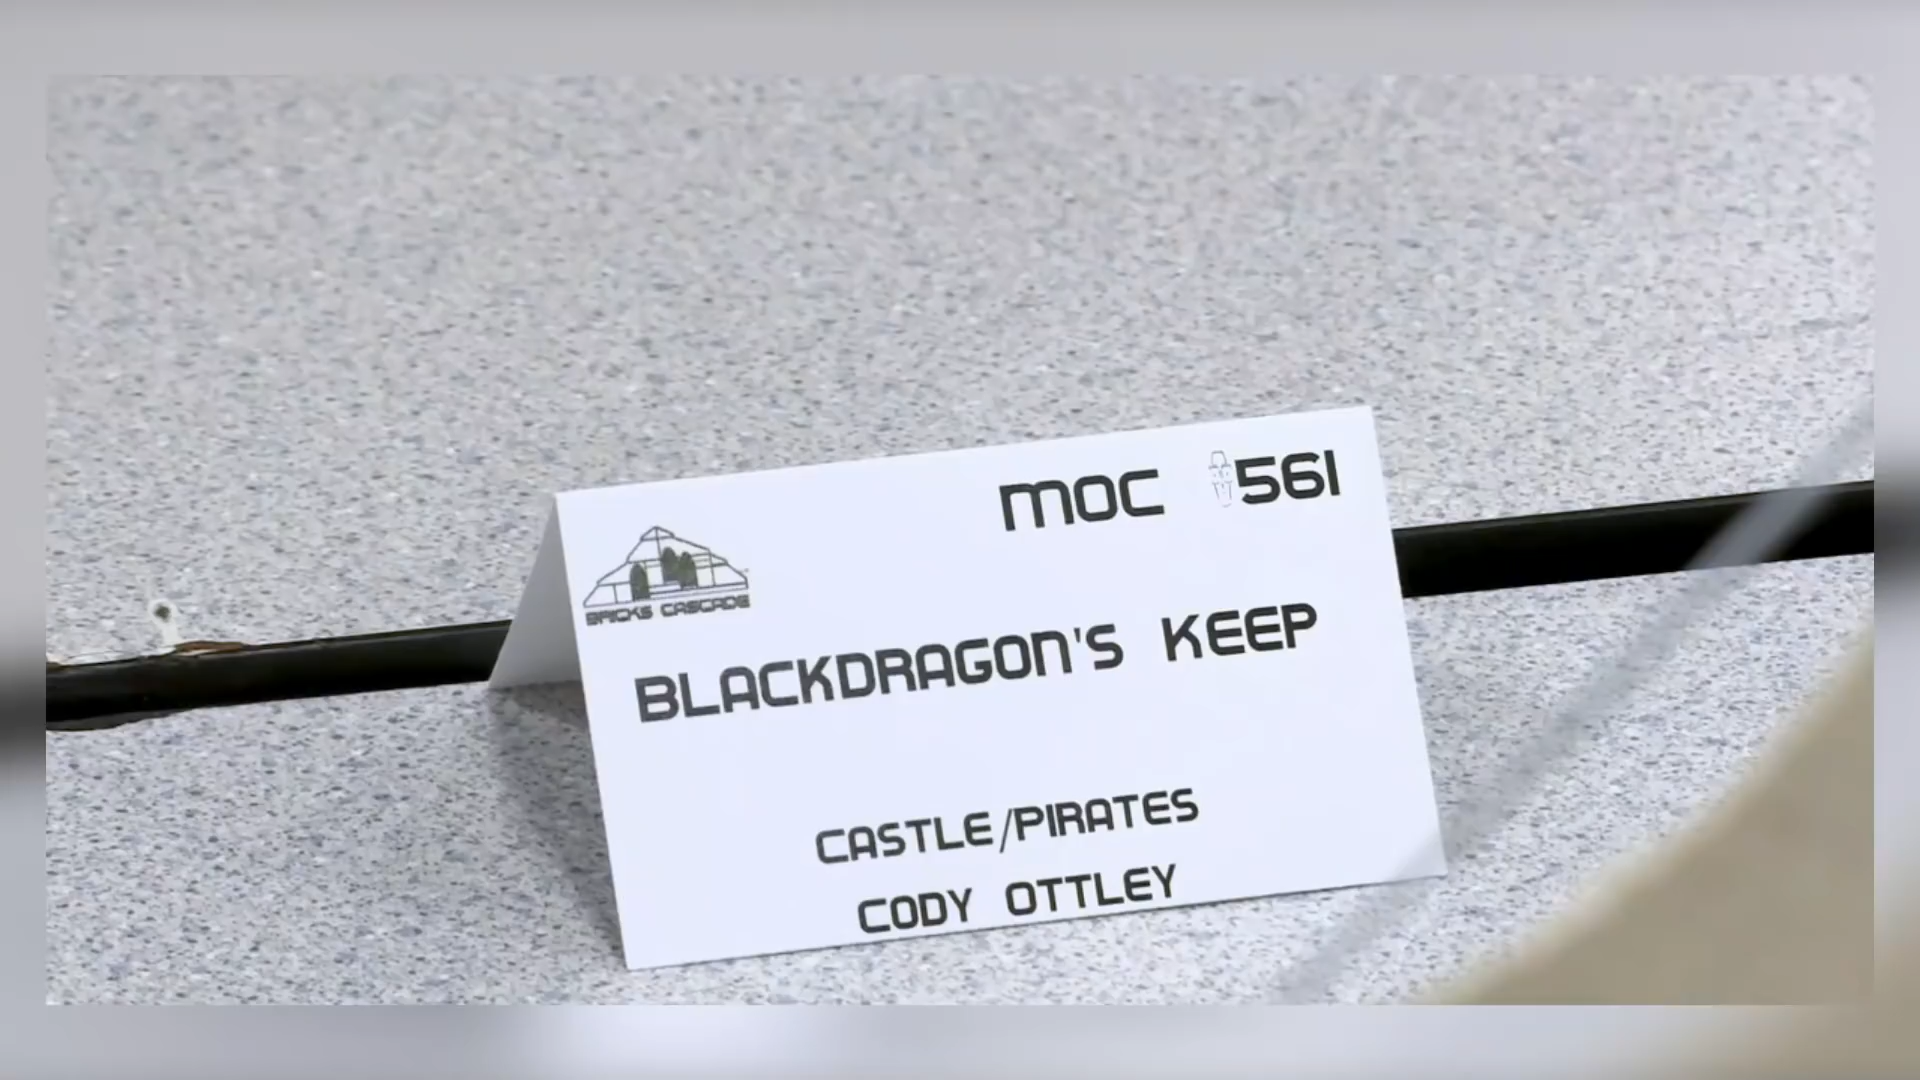 MOC 561
BRICKS CASCADE
BLACKDRAGON'S KEEP
CASTLE/PIRATES
CODY OTTLEY